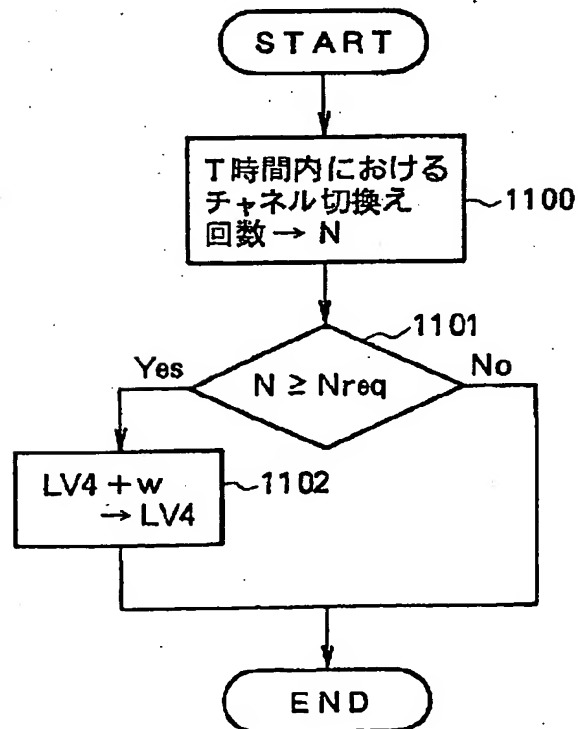 START
T時間内における
チャネル切換え
回数 → N
1100
1101
Yes
No
N ≧ Nreq
LV4 + w
→ LV4
1102
END